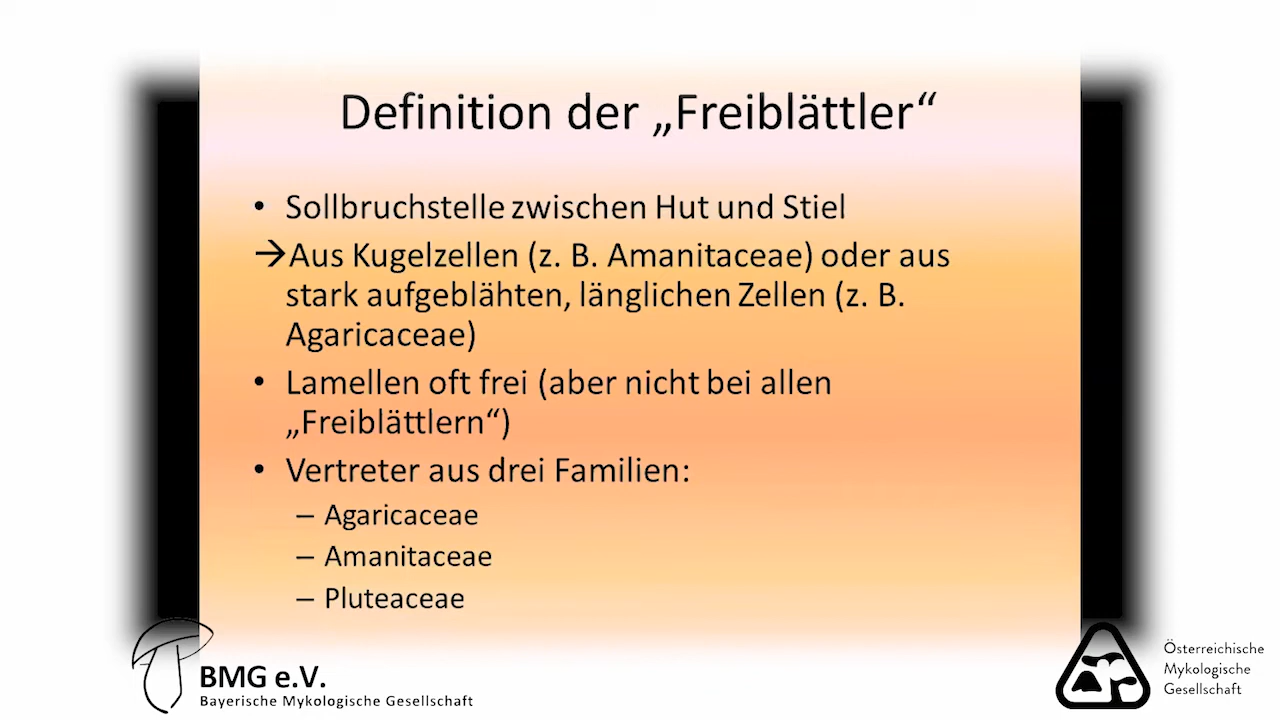 Definition der „Freiblättler“
• Sollbruchstelle zwischen Hut und Stiel
→Aus Kugelzellen (z. B. Amanitaceae) oder aus
stark aufgeblähten, länglichen Zellen (z. B.
Agaricaceae)
• Lamellen oft frei (aber nicht bei allen
„Freiblättlern“)
• Vertreter aus drei Familien:
– Agaricaceae
– Amanitaceae
– Pluteaceae
BMG e.V.
Bayerische Mykologische Gesellschaft
Österreichische
Mykologische
Gesellschaft